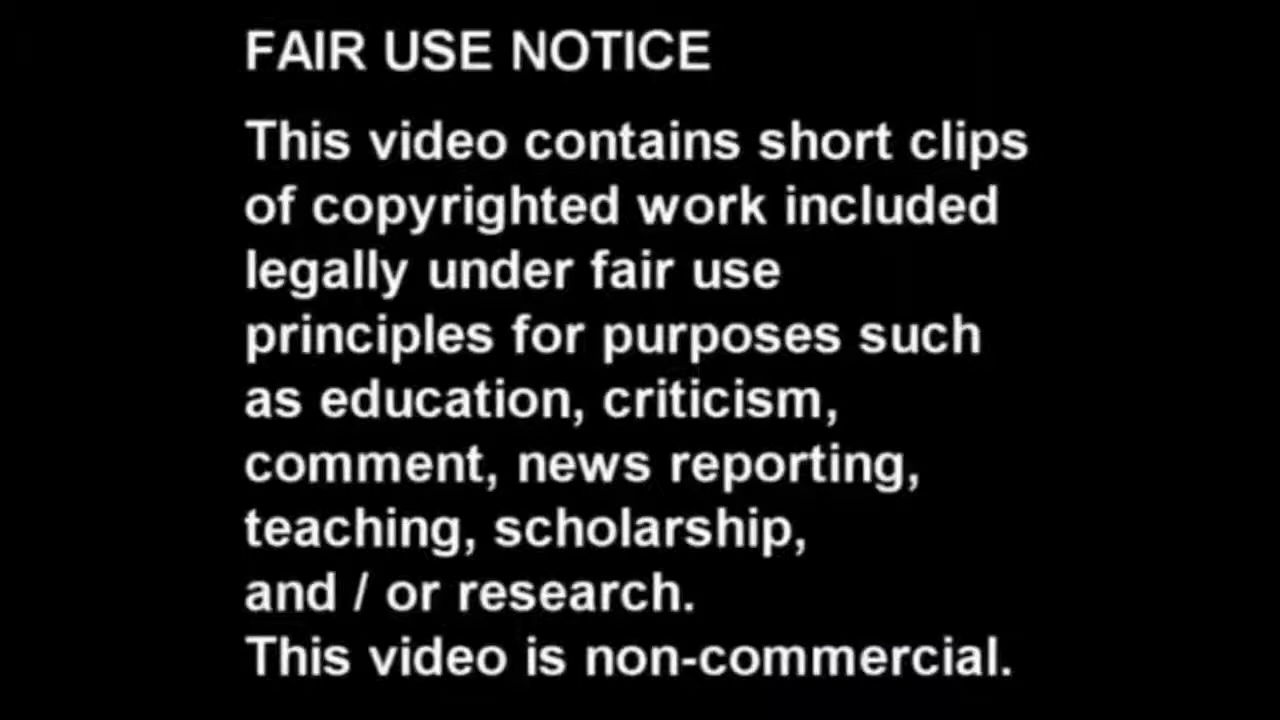 FAIR USE NOTICE
This video contains short clips
of copyrighted work included
legally under fair use
principles for purposes such
as education, criticism,
comment, news reporting,
teaching, scholarship,
and / or research.
This video is non-commercial.